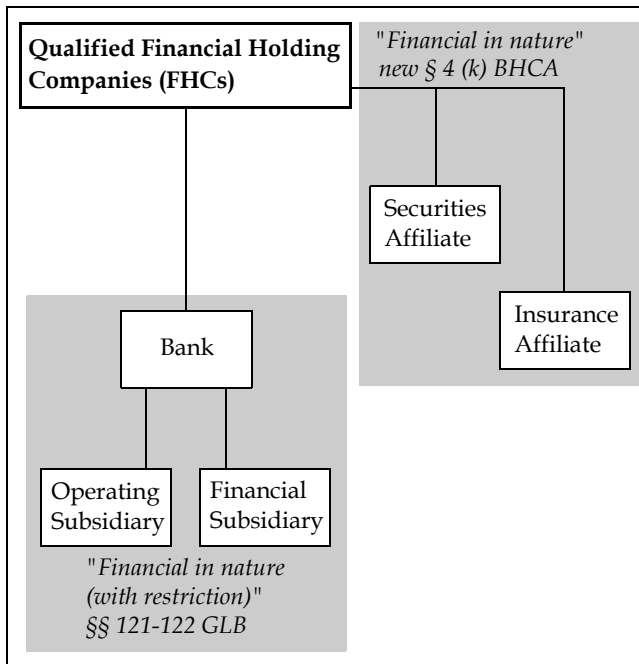 Qualified Financial Holding
Companies (FHCs)
"Financial in nature"
new § 4 (k) BHCA
Securities
Affiliate
Insurance
Affiliate
Bank
Operating
Subsidiary
Financial
Subsidiary
"Financial in nature
(with restriction)"
§§ 121-122 GLB